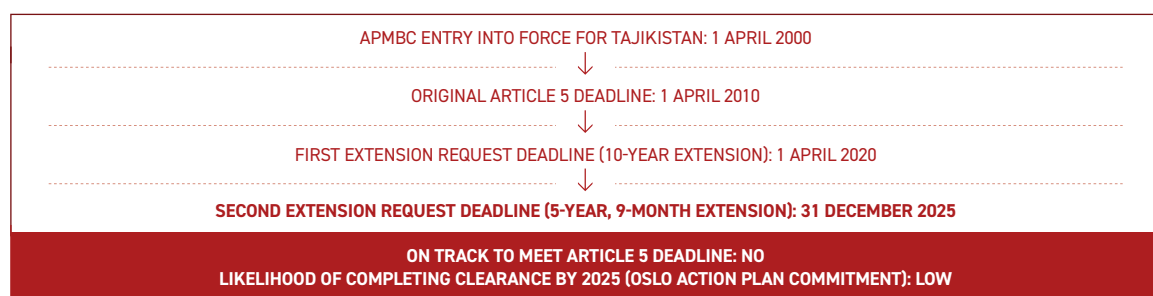 APMBC ENTRY INTO FORCE FOR TAJIKISTAN: 1 APRIL 2000
ORIGINAL ARTICLE 5 DEADLINE: 1 APRIL 2010
FIRST EXTENSION REQUEST DEADLINE (10-YEAR EXTENSION): 1 APRIL 2020
SECOND EXTENSION REQUEST DEADLINE (5-YEAR, 9-MONTH EXTENSION): 31 DECEMBER 2025
ON TRACK TO MEET ARTICLE 5 DEADLINE: NO
LIKELIHOOD OF COMPLETING CLEARANCE BY 2025 (OSLO ACTION PLAN COMMITMENT): LOW